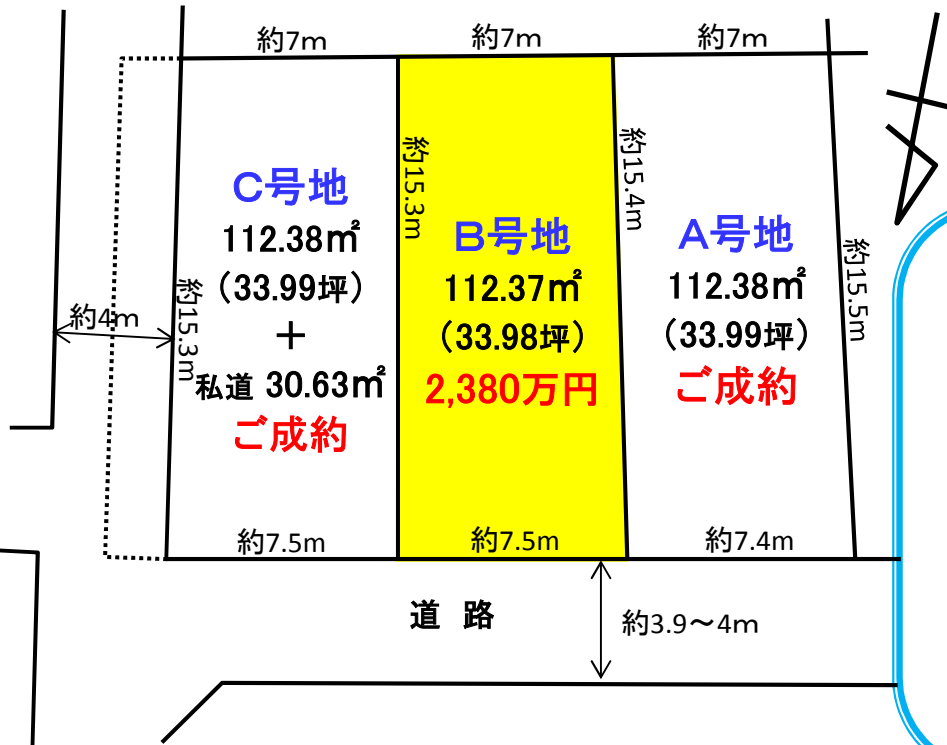 約7m
約7m
約7m
C号地
112.38㎡
(33.99坪)
+
私道 30.63㎡
ご成約
約4m
約15.3m
約15.3m
B号地
112.37㎡
(33.98坪)
2,380万円
約15.4m
A号地
112.38㎡
(33.99坪)
ご成約
約15.5m
約7.5m
約7.5m
約7.4m
道 路
約3.9～4m